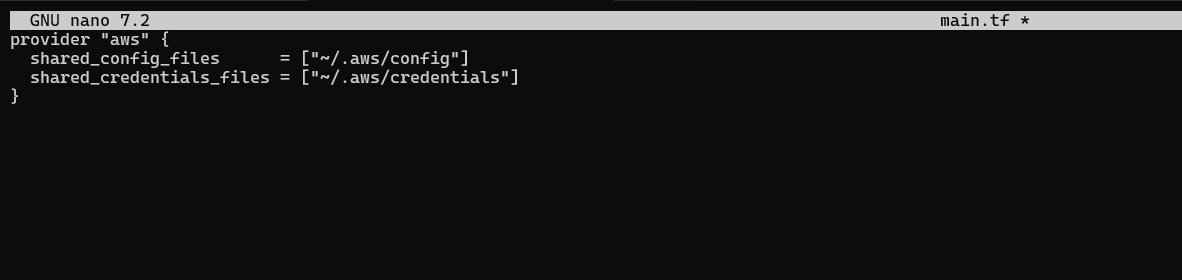 GNU nano 7.2 main.tf *
provider "aws" {
  shared_config_files      = ["~/.aws/config"]
  shared_credentials_files = ["~/.aws/credentials"]
}